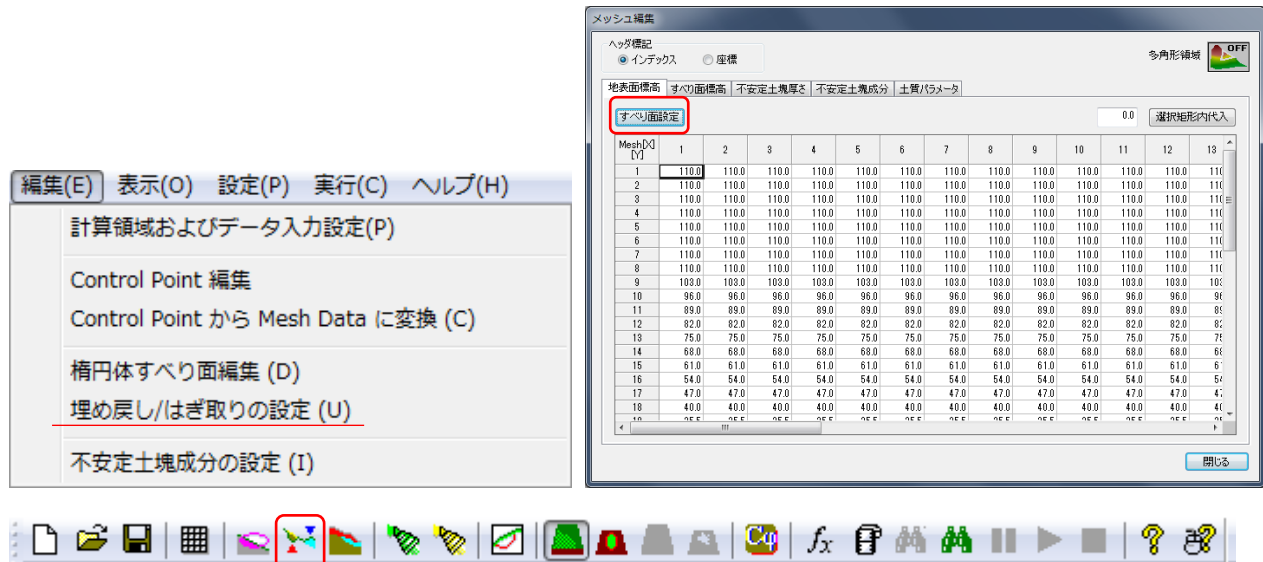 編集(E) 表示(O) 設定(P) 実行(C) ヘルプ(H)
計算領域およびデータ入力設定(P)
Control Point 編集
Control Point から Mesh Data に変換 (C)
楕円体すべり面編集 (D)
埋め戻し/はぎ取りの設定 (U)
不安定土塊成分の設定 (I)
メッシュ編集
ヘッダ標記
インデックス 座標
多角形領域 OFF
地表面標高 すべり面標高 不安定土塊厚さ 不安定土塊成分 土質パラメータ
すべり面設定 0.0 選択矩形内代入
Mesh[X] 1 2 3 4 5 6 7 8 9 10 11 12 13
[Y]
1 110.0 110.0 110.0 110.0 110.0 110.0 110.0 110.0 110.0 110.0 110.0 110.0
2 110.0 110.0 110.0 110.0 110.0 110.0 110.0 110.0 110.0 110.0 110.0 110.0
3 110.0 110.0 110.0 110.0 110.0 110.0 110.0 110.0 110.0 110.0 110.0 110.0
4 110.0 110.0 110.0 110.0 110.0 110.0 110.0 110.0 110.0 110.0 110.0 110.0
5 110.0 110.0 110.0 110.0 110.0 110.0 110.0 110.0 110.0 110.0 110.0 110.0
6 110.0 110.0 110.0 110.0 110.0 110.0 110.0 110.0 110.0 110.0 110.0 110.0
7 110.0 110.0 110.0 110.0 110.0 110.0 110.0 110.0 110.0 110.0 110.0 110.0
8 110.0 110.0 110.0 110.0 110.0 110.0 110.0 110.0 110.0 110.0 110.0 110.0
9 103.0 103.0 103.0 103.0 103.0 103.0 103.0 103.0 103.0 103.0 103.0 103.0
10 96.0 96.0 96.0 96.0 96.0 96.0 96.0 96.0 96.0 96.0 96.0 96.0
11 89.0 89.0 89.0 89.0 89.0 89.0 89.0 89.0 89.0 89.0 89.0 89.0
12 82.0 82.0 82.0 82.0 82.0 82.0 82.0 82.0 82.0 82.0 82.0 82.0
13 75.0 75.0 75.0 75.0 75.0 75.0 75.0 75.0 75.0 75.0 75.0 75.0
14 68.0 68.0 68.0 68.0 68.0 68.0 68.0 68.0 68.0 68.0 68.0 68.0
15 61.0 61.0 61.0 61.0 61.0 61.0 61.0 61.0 61.0 61.0 61.0 61.0
16 54.0 54.0 54.0 54.0 54.0 54.0 54.0 54.0 54.0 54.0 54.0 54.0
17 47.0 47.0 47.0 47.0 47.0 47.0 47.0 47.0 47.0 47.0 47.0 47.0
18 40.0 40.0 40.0 40.0 40.0 40.0 40.0 40.0 40.0 40.0 40.0 40.0
閉じる
Cφ fx ? ?